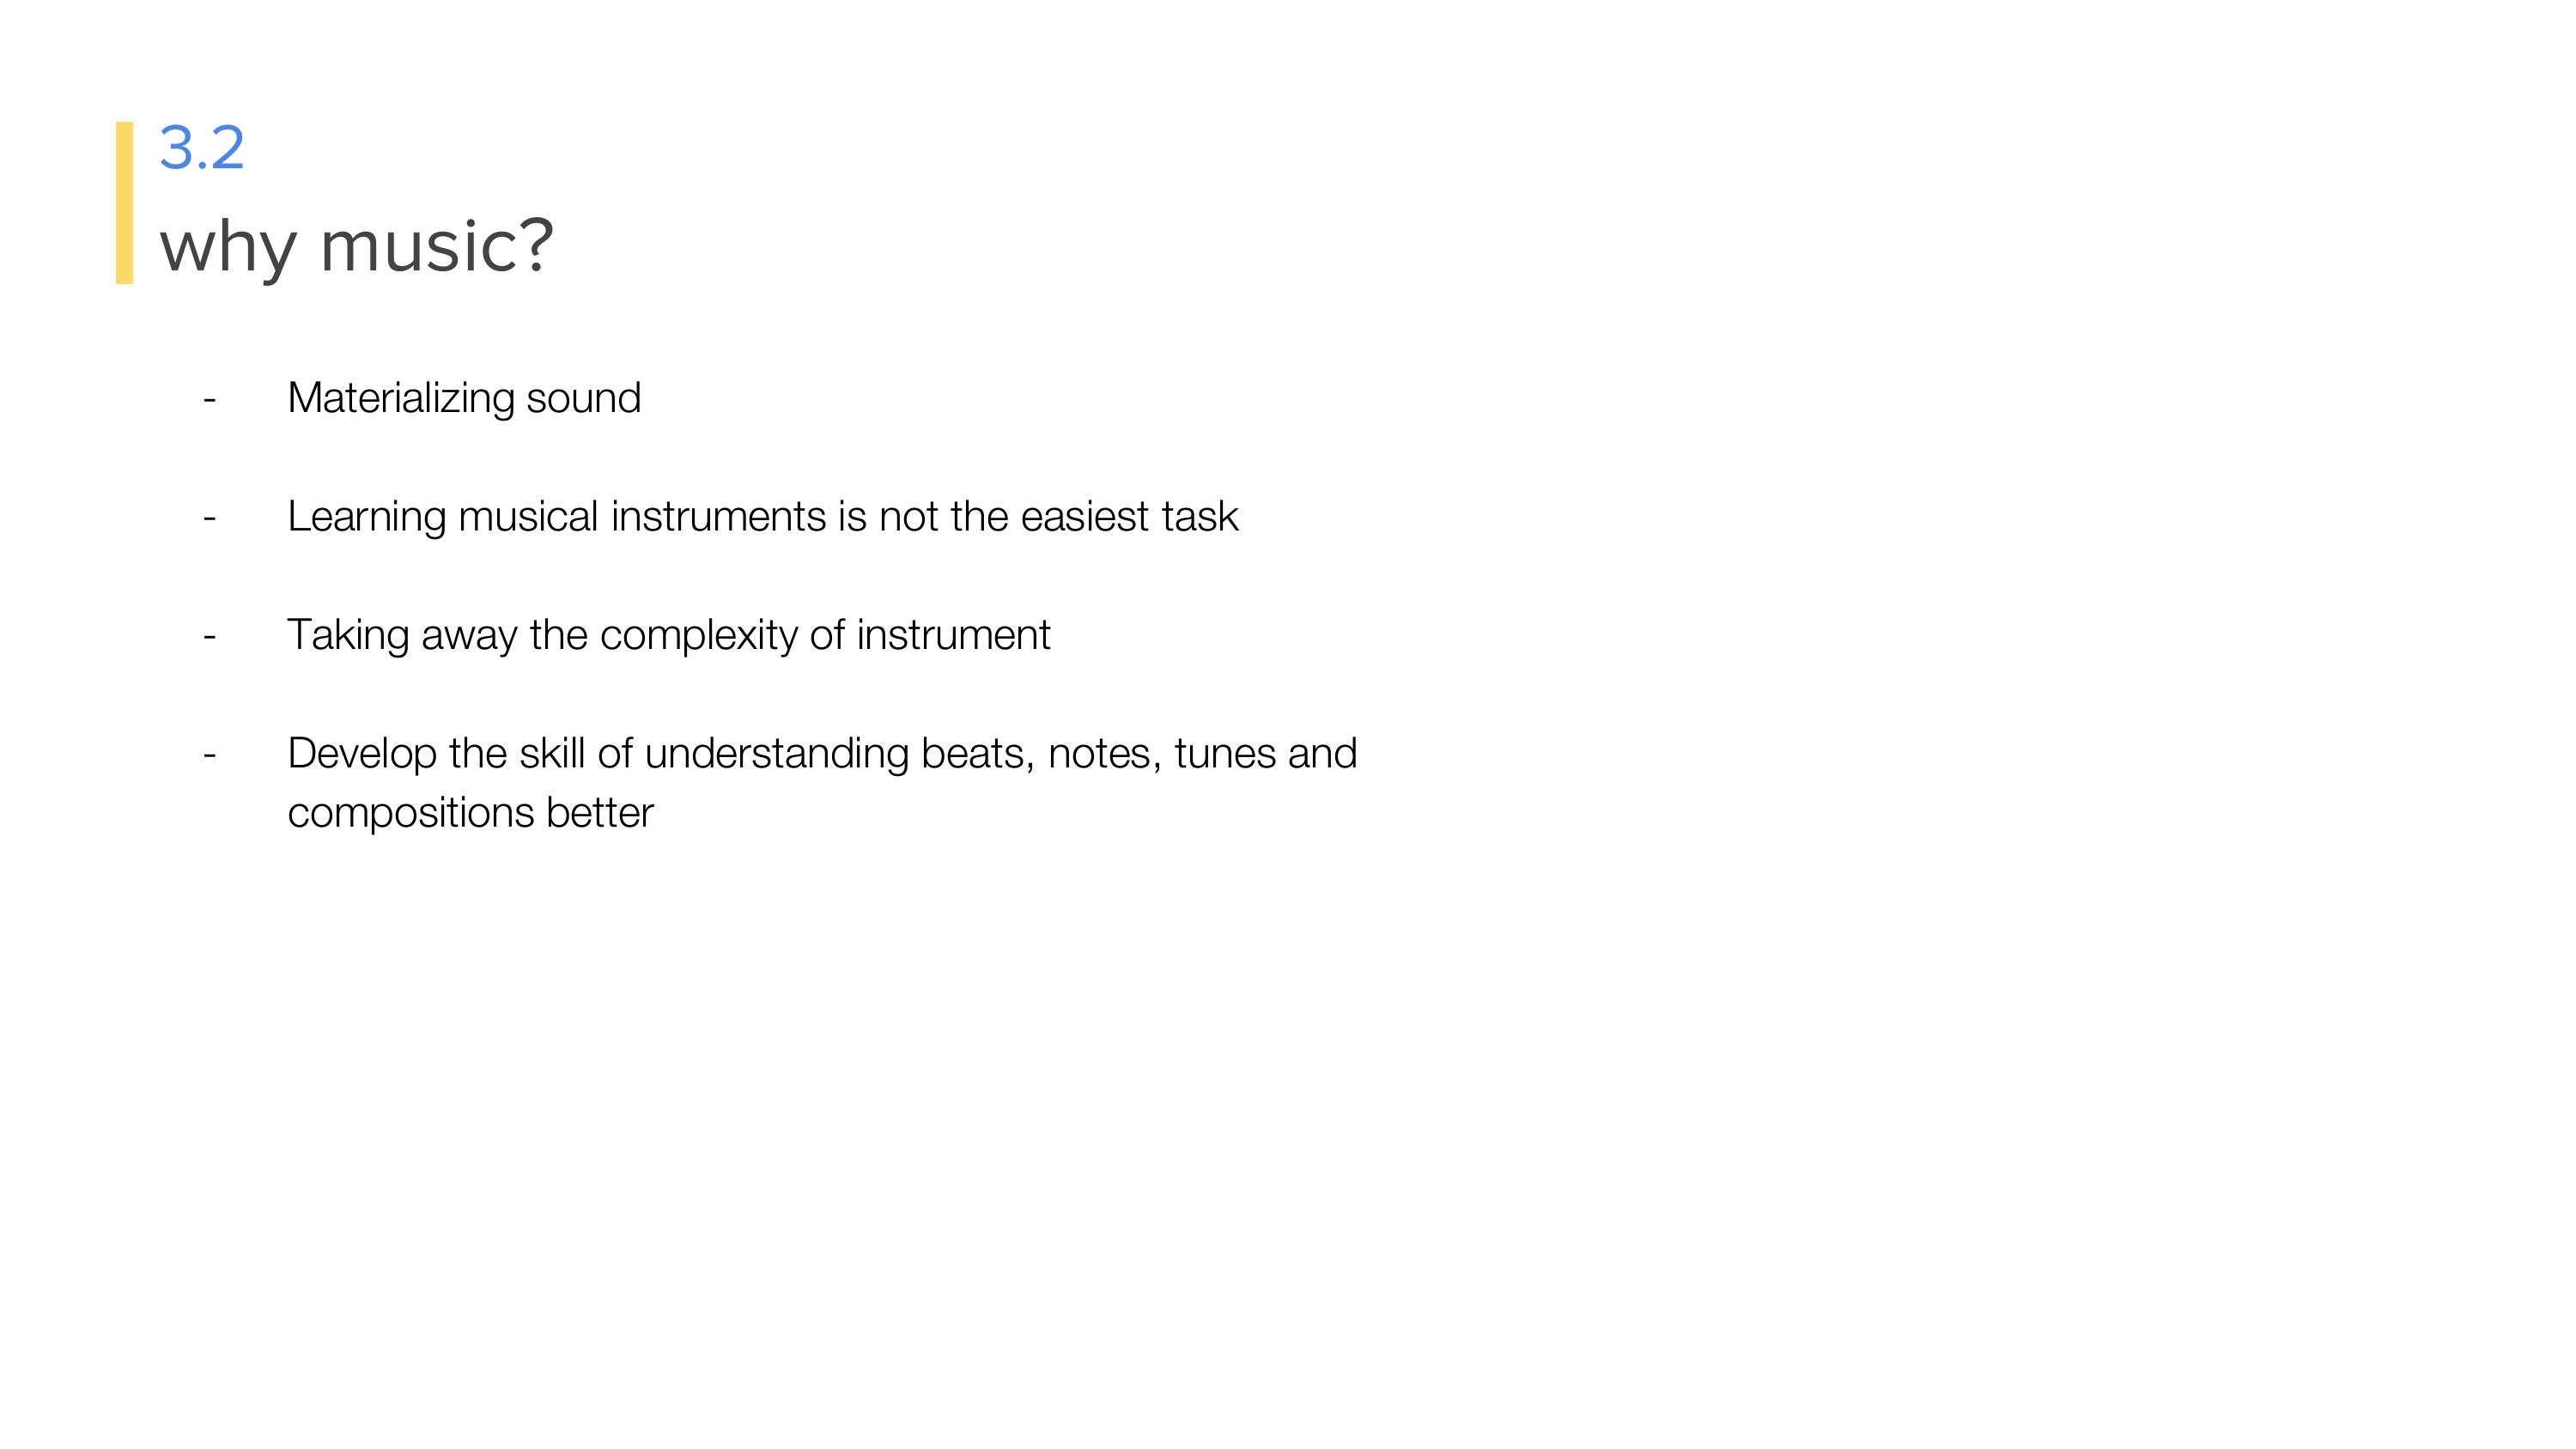 3.2
why music?
- Materializing sound
- Learning musical instruments is not the easiest task
- Taking away the complexity of instrument
- Develop the skill of understanding beats, notes, tunes and
compositions better